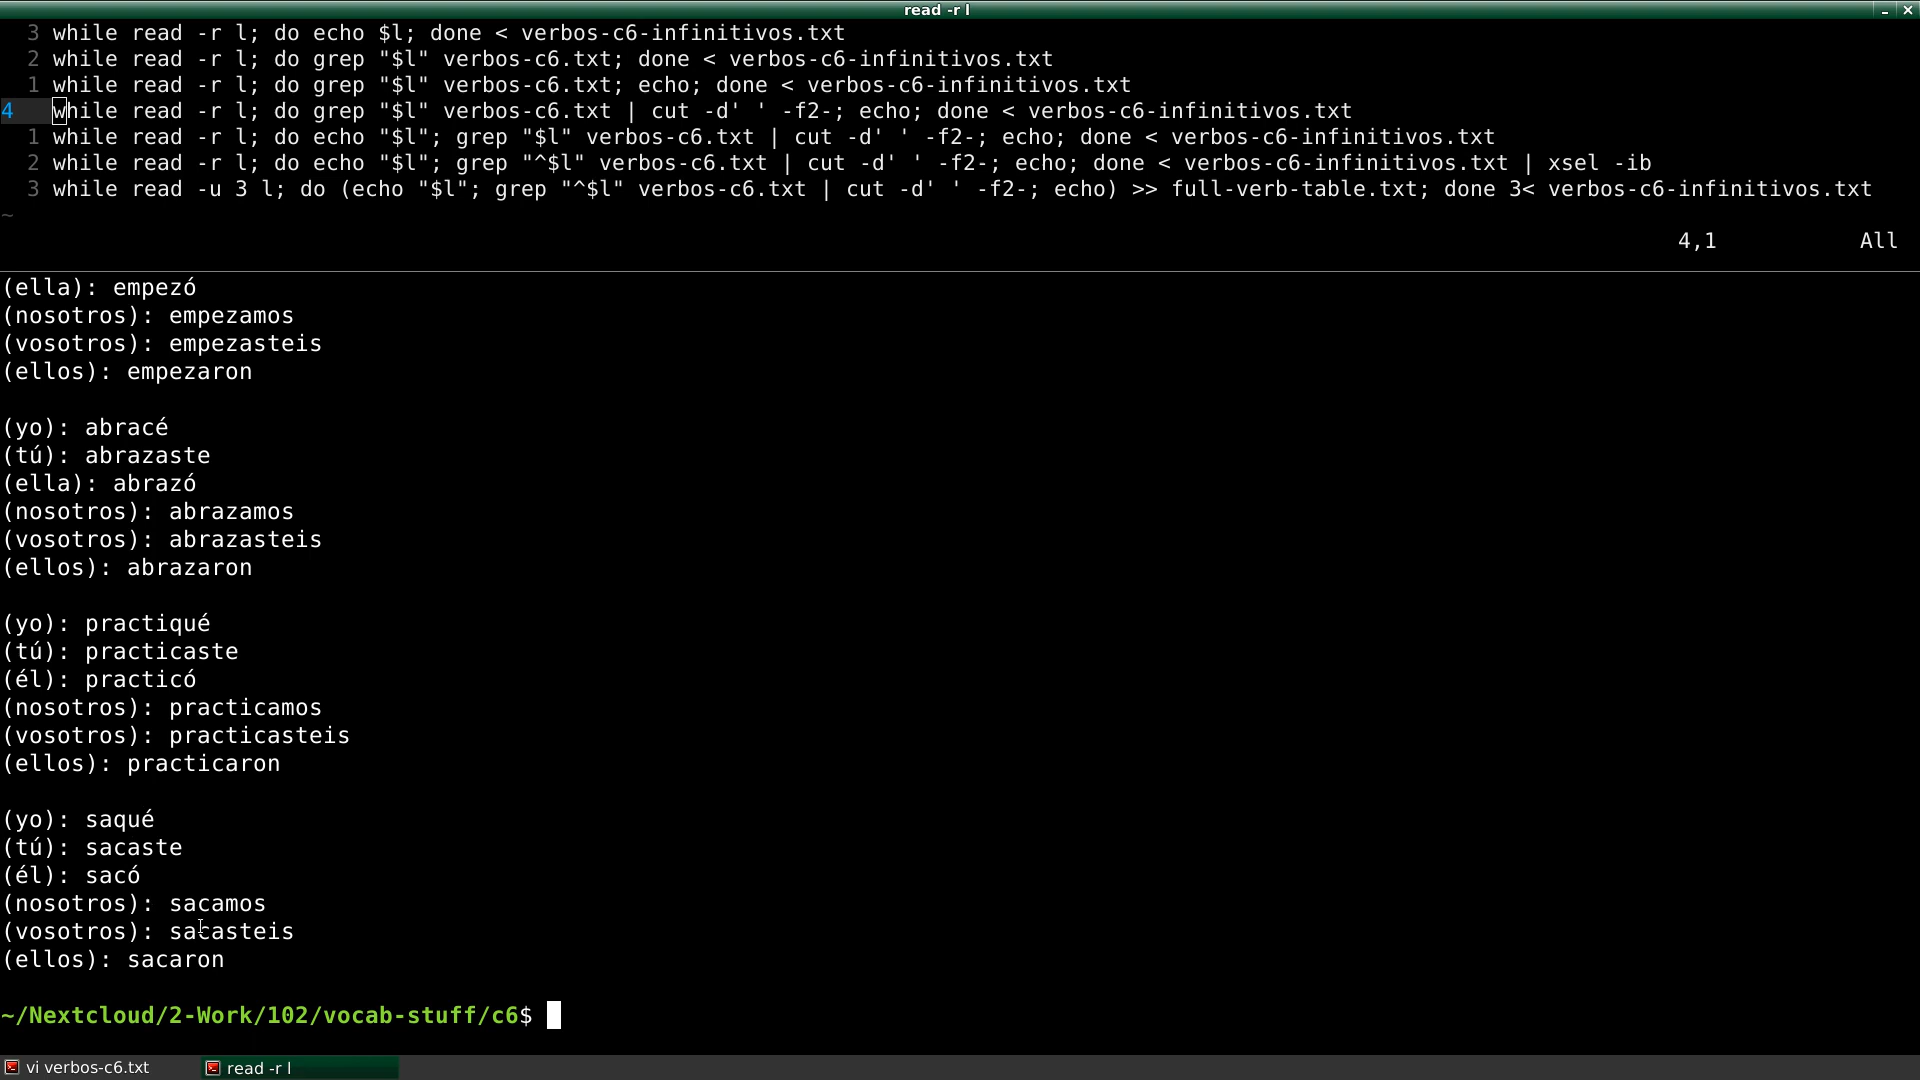 read -r l
3 while read -r l; do echo $l; done < verbos-c6-infinitivos.txt
2 while read -r l; do grep "$l" verbos-c6.txt; done < verbos-c6-infinitivos.txt
1 while read -r l; do grep "$l" verbos-c6.txt; echo; done < verbos-c6-infinitivos.txt
4 while read -r l; do grep "$l" verbos-c6.txt | cut -d' ' -f2-; echo; done < verbos-c6-infinitivos.txt
1 while read -r l; do echo "$l"; grep "$l" verbos-c6.txt | cut -d' ' -f2-; echo; done < verbos-c6-infinitivos.txt
2 while read -r l; do echo "$l"; grep "^$l" verbos-c6.txt | cut -d' ' -f2-; echo; done < verbos-c6-infinitivos.txt | xsel -ib
3 while read -u 3 l; do (echo "$l"; grep "^$l" verbos-c6.txt | cut -d' ' -f2-; echo) >> full-verb-table.txt; done 3< verbos-c6-infinitivos.txt
~
4,1 All
(ella): empezó
(nosotros): empezamos
(vosotros): empezasteis
(ellos): empezaron
(yo): abracé
(tú): abrazaste
(ella): abrazó
(nosotros): abrazamos
(vosotros): abrazasteis
(ellos): abrazaron
(yo): practiqué
(tú): practicaste
(él): practicó
(nosotros): practicamos
(vosotros): practicasteis
(ellos): practicaron
(yo): saqué
(tú): sacaste
(él): sacó
(nosotros): sacamos
(vosotros): sacasteis
(ellos): sacaron
~/Nextcloud/2-Work/102/vocab-stuff/c6$
vi verbos-c6.txt read -r l